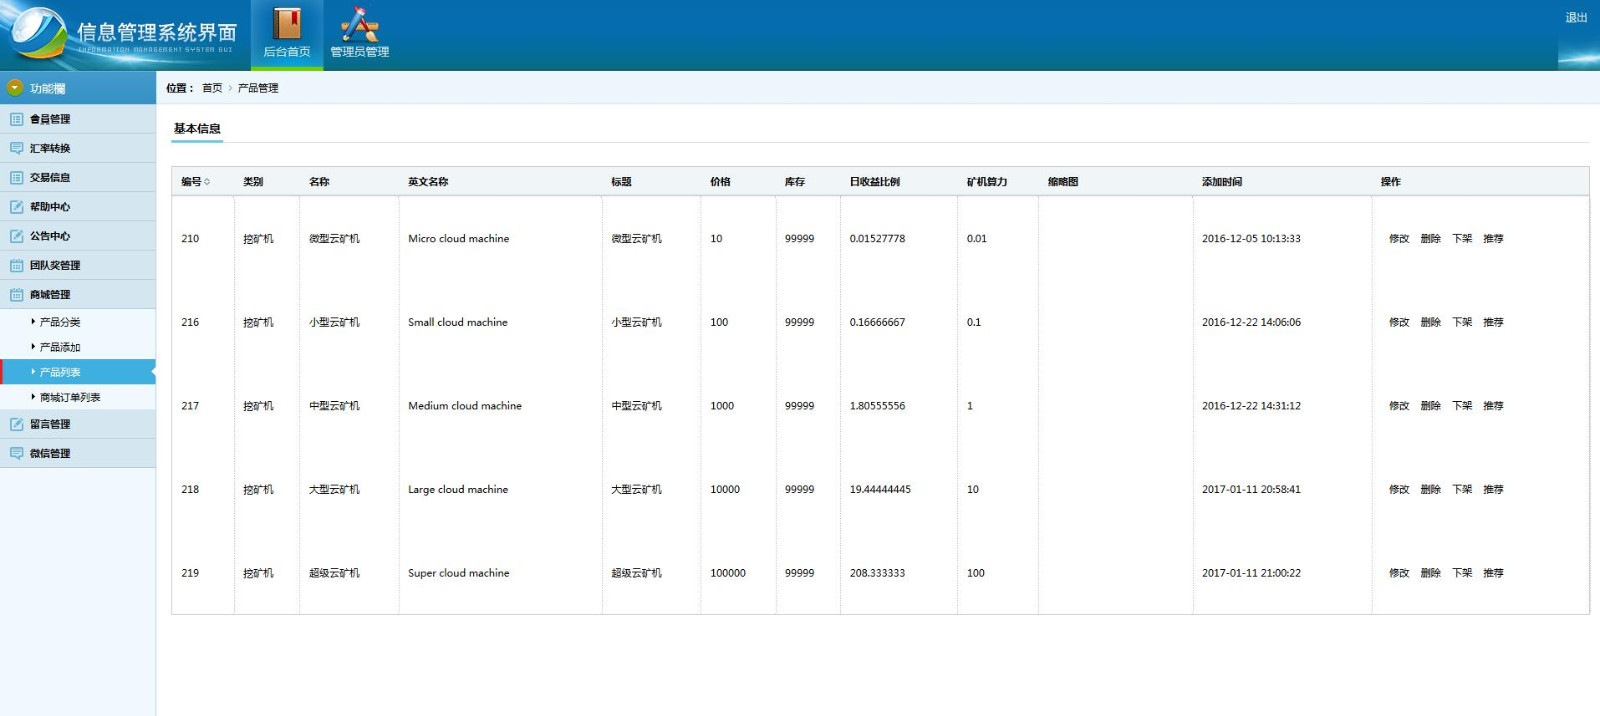 信息管理系统界面
INFORMATION MANAGEMENT SYSTEM GUI
后台首页
管理员管理
退出
功能欄
位置： 首页 > 产品管理
會員管理
汇率转换
交易信息
帮助中心
公告中心
团队奖管理
商城管理
产品分类
产品添加
产品列表
商城订单列表
留言管理
微信管理
基本信息
编号 类别 名称 英文名称 标题 价格 库存 日收益比例 矿机算力 缩略图 添加时间 操作
210 挖矿机 微型云矿机 Micro cloud machine 微型云矿机 10 99999 0.01527778 0.01 2016-12-05 10:13:33 修改 删除 下架 推荐
216 挖矿机 小型云矿机 Small cloud machine 小型云矿机 100 99999 0.16666667 0.1 2016-12-22 14:06:06 修改 删除 下架 推荐
217 挖矿机 中型云矿机 Medium cloud machine 中型云矿机 1000 99999 1.80555556 1 2016-12-22 14:31:12 修改 删除 下架 推荐
218 挖矿机 大型云矿机 Large cloud machine 大型云矿机 10000 99999 19.44444445 10 2017-01-11 20:58:41 修改 删除 下架 推荐
219 挖矿机 超级云矿机 Super cloud machine 超级云矿机 100000 99999 208.333333 100 2017-01-11 21:00:22 修改 删除 下架 推荐